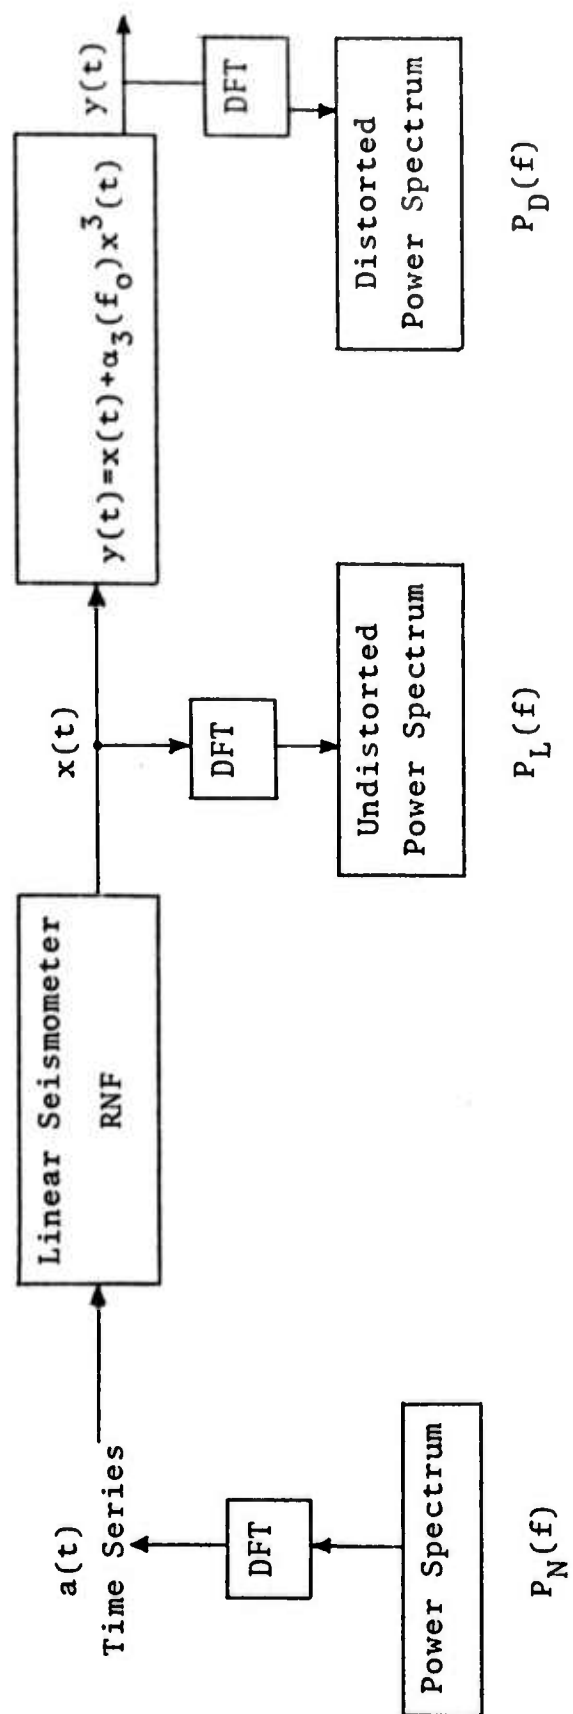 a(t)
Time Series
DFT
Power Spectrum
P_N(f)
Linear Seismometer
RNF
x(t)
DFT
Undistorted
Power Spectrum
P_L(f)
y(t)=x(t)+α_3(f_o)x^3(t)
y(t)
DFT
Distorted
Power Spectrum
P_D(f)